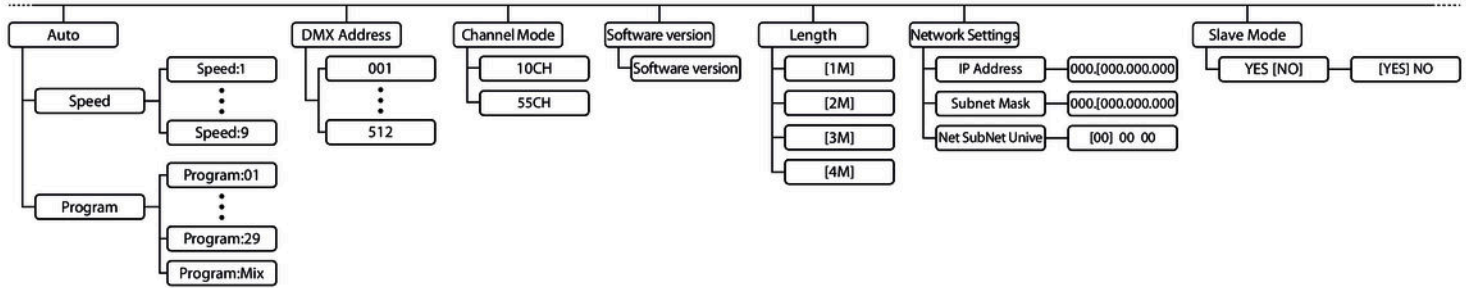 Auto
DMX Address
Channel Mode
Software version
Length
Network Settings
Slave Mode
Speed
Speed:1
Speed:9
Program
Program:01
Program:29
Program:Mix
001
512
10CH
55CH
Software version
[1M]
[2M]
[3M]
[4M]
IP Address
000.[000.000.000
Subnet Mask
000.[000.000.000
Net SubNet Unive
[00] 00 00
YES [NO]
[YES] NO